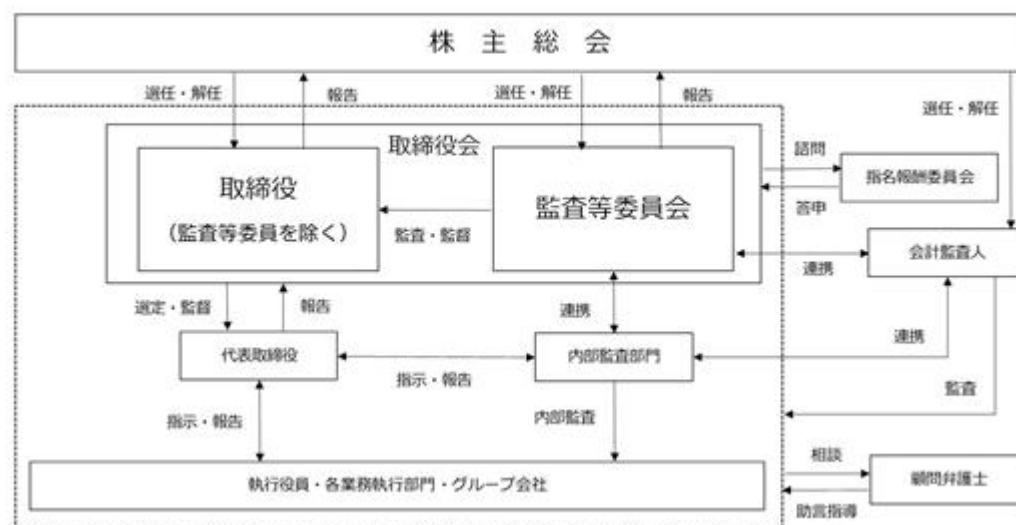 株 主 総 会
選任・解任
報告
選任・解任
報告
選任・解任
取締役会
取締役
（監査等委員を除く）
監査・監督
監査等委員会
諮問
指名報酬委員会
答申
会計監査人
連携
選定・監督
報告
連携
代表取締役
内部監査部門
連携
指示・報告
監査
指示・報告
内部監査
相談
執行役員・各業務執行部門・グループ会社
顧問弁護士
助言指導